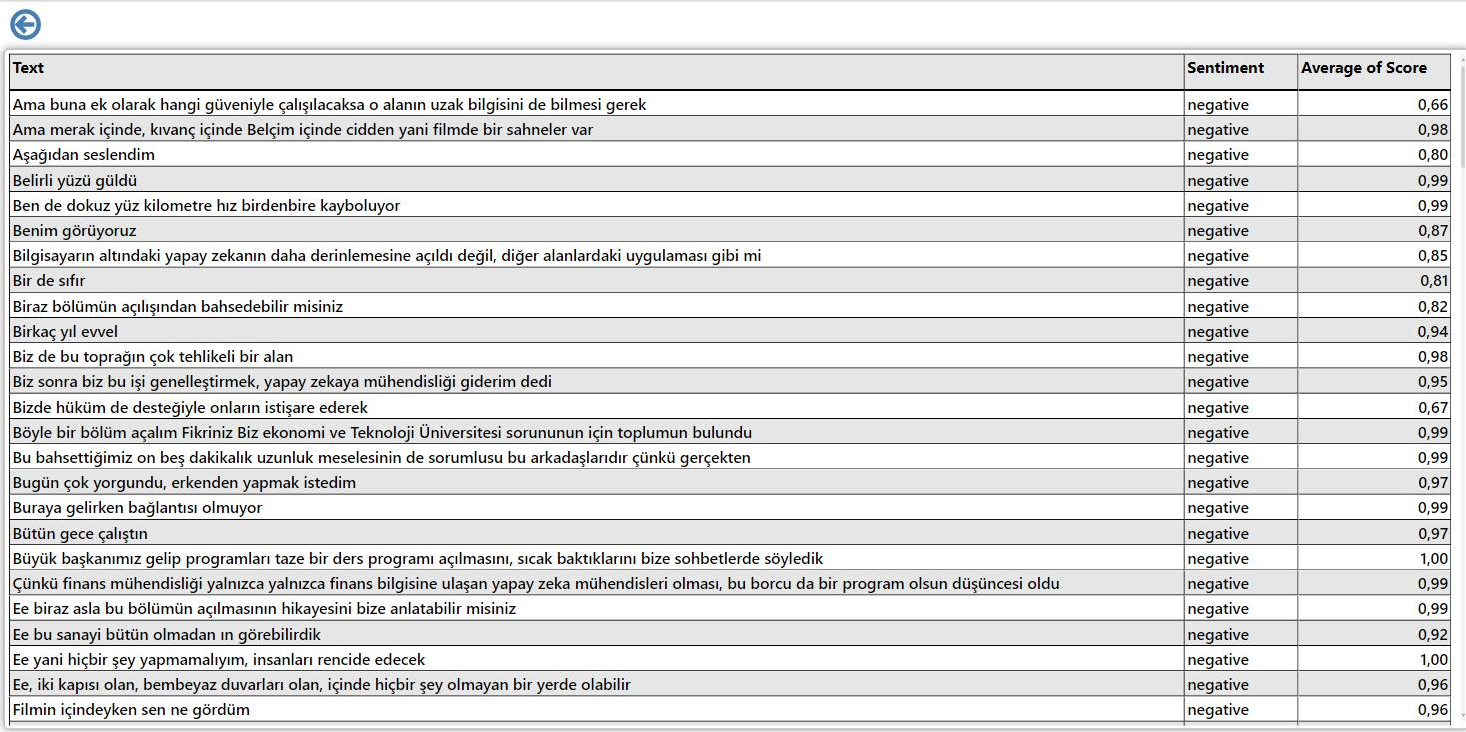 Text Sentiment Average of Score
Ama buna ek olarak hangi güveniyle çalışılacaksa o alanın uzak bilgisini de bilmesi gerek negative 0,66
Ama merak içinde, kıvanç içinde Belçim içinde cidden yani filmde bir sahneler var negative 0,98
Aşağıdan seslendim negative 0,80
Belirli yüzü güldü negative 0,99
Ben de dokuz yüz kilometre hız birdenbire kayboluyor negative 0,99
Benim görüyoruz negative 0,87
Bilgisayarın altındaki yapay zekanın daha derinlemesine açıldı değil, diğer alanlardaki uygulaması gibi mi negative 0,85
Bir de sıfır negative 0,81
Biraz bölümün açılışından bahsedebilir misiniz negative 0,82
Birkaç yıl evvel negative 0,94
Biz de bu toprağın çok tehlikeli bir alan negative 0,98
Biz sonra biz bu işi genelleştirmek, yapay zekaya mühendisliği giderim dedi negative 0,95
Bizde hüküm de desteğiyle onların istişare ederek negative 0,67
Böyle bir bölüm açalım Fikriniz Biz ekonomi ve Teknoloji Üniversitesi sorununun için toplumun bulundu negative 0,99
Bu bahsettiğimiz on beş dakikalık uzunluk meselesinin de sorumlusu bu arkadaşlarıdır çünkü gerçekten negative 0,99
Bugün çok yorgundu, erkenden yapmak istedim negative 0,97
Buraya gelirken bağlantısı olmuyor negative 0,99
Bütün gece çalıştın negative 0,97
Büyük başkanımız gelip programları taze bir ders programı açılmasını, sıcak baktıklarını bize sohbetlerde söyledik negative 1,00
Çünkü finans mühendisliği yalnızca yalnızca finans bilgisine ulaşan yapay zeka mühendisleri olması, bu borcu da bir program olsun düşüncesi oldu negative 0,99
Ee biraz asla bu bölümün açılmasının hikayesini bize anlatabilir misiniz negative 0,99
Ee bu sanayi bütün olmadan ın görebilirdik negative 0,92
Ee yani hiçbir şey yapmamalıyım, insanları rencide edecek negative 1,00
Ee, iki kapısı olan, bembeyaz duvarları olan, içinde hiçbir şey olmayan bir yerde olabilir negative 0,96
Filmin içindeyken sen ne gördüm negative 0,96